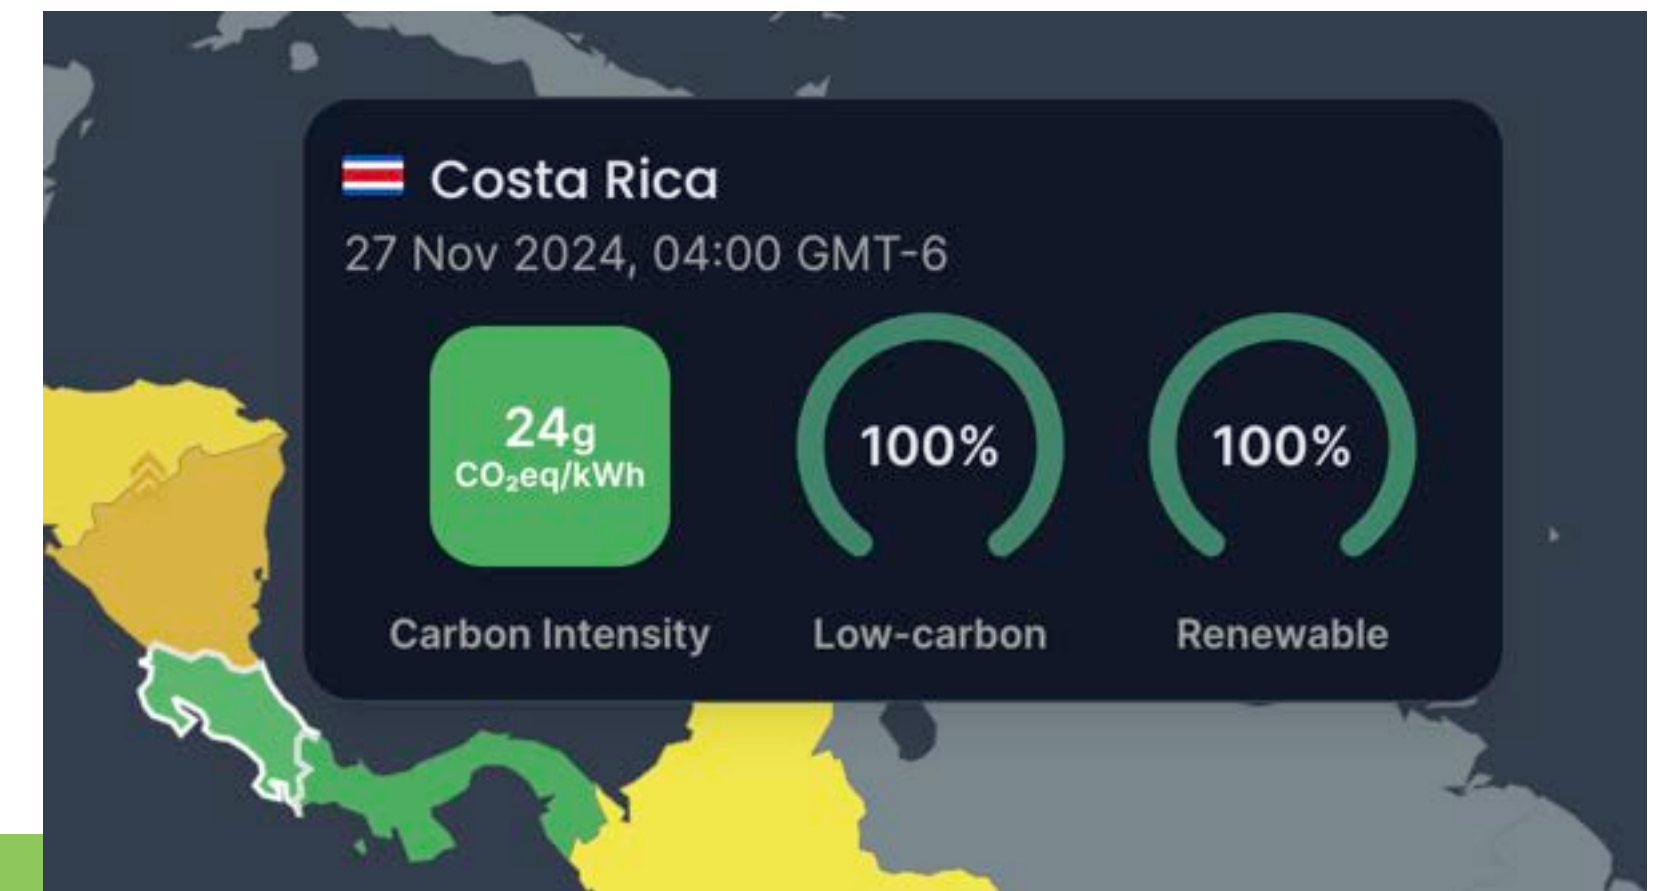 Costa Rica
27 Nov 2024, 04:00 GMT-6
24g
CO₂eq/kWh
100%
100%
Carbon Intensity
Low-carbon
Renewable